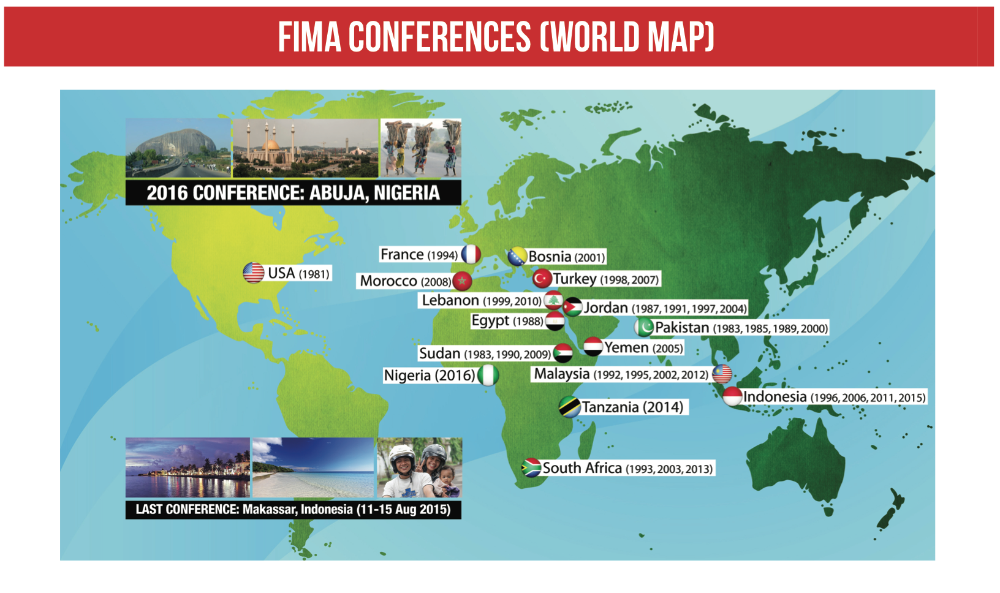 FIMA CONFERENCES (WORLD MAP)
2016 CONFERENCE: ABUJA, NIGERIA
France (1994)
Bosnia (2001)
USA (1981)
Morocco (2008)
Turkey (1998, 2007)
Lebanon (1999, 2010)
Jordan (1987, 1991, 1997, 2004)
Egypt (1988)
Pakistan (1983, 1985, 1989, 2000)
Yemen (2005)
Sudan (1983, 1990, 2009)
Nigeria (2016)
Malaysia (1992, 1995, 2002, 2012)
Indonesia (1996, 2006, 2011, 2015)
Tanzania (2014)
South Africa (1993, 2003, 2013)
LAST CONFERENCE: Makassar, Indonesia (11-15 Aug 2015)